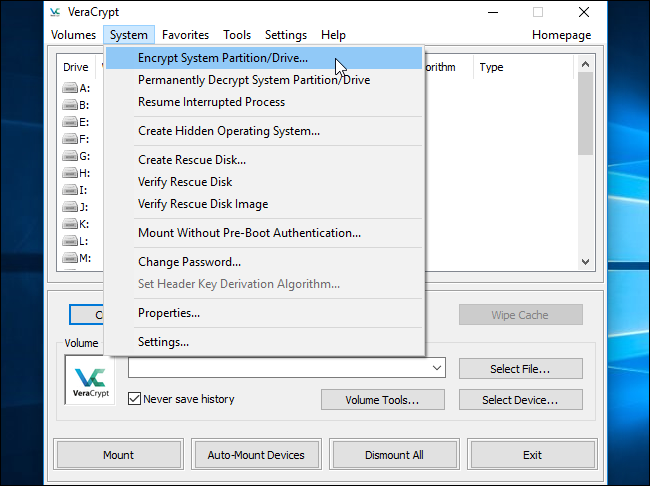 VeraCrypt
Volumes System Favorites Tools Settings Help Homepage
Drive Type
Encrypt System Partition/Drive...
Permanently Decrypt System Partition/Drive
Resume Interrupted Process
Create Hidden Operating System...
Create Rescue Disk...
Verify Rescue Disk
Verify Rescue Disk Image
Mount Without Pre-Boot Authentication...
Change Password...
Set Header Key Derivation Algorithm...
Properties...
Settings...
A:
B:
E:
F:
G:
H:
I:
J:
K:
L:
M:
Wipe Cache
Volume
VeraCrypt
Select File...
Never save history
Volume Tools...
Select Device...
Mount
Auto-Mount Devices
Dismount All
Exit